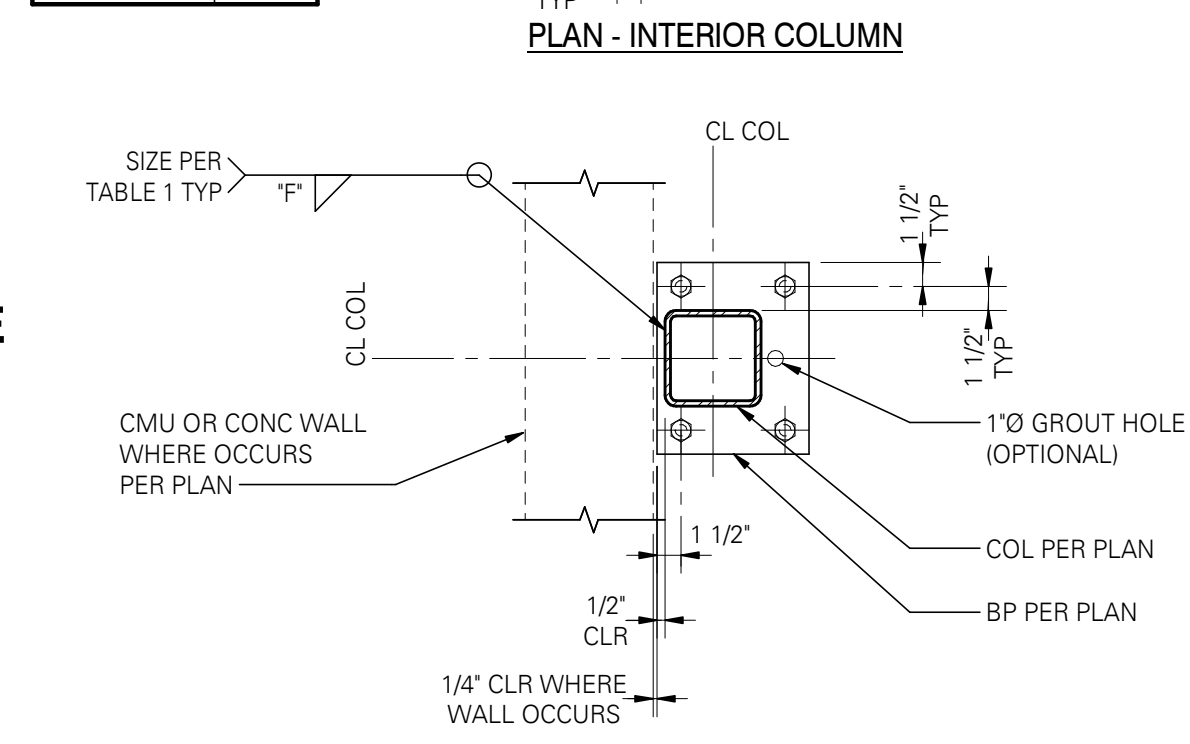 TYP
PLAN - INTERIOR COLUMN
CL COL
SIZE PER
TABLE 1 TYP
"F"
1 1/2"
TYP
CL COL
1 1/2"
TYP
CMU OR CONC WALL
WHERE OCCURS
PER PLAN
1"Ø GROUT HOLE
(OPTIONAL)
1 1/2"
COL PER PLAN
1/2"
CLR
BP PER PLAN
1/4" CLR WHERE
WALL OCCURS